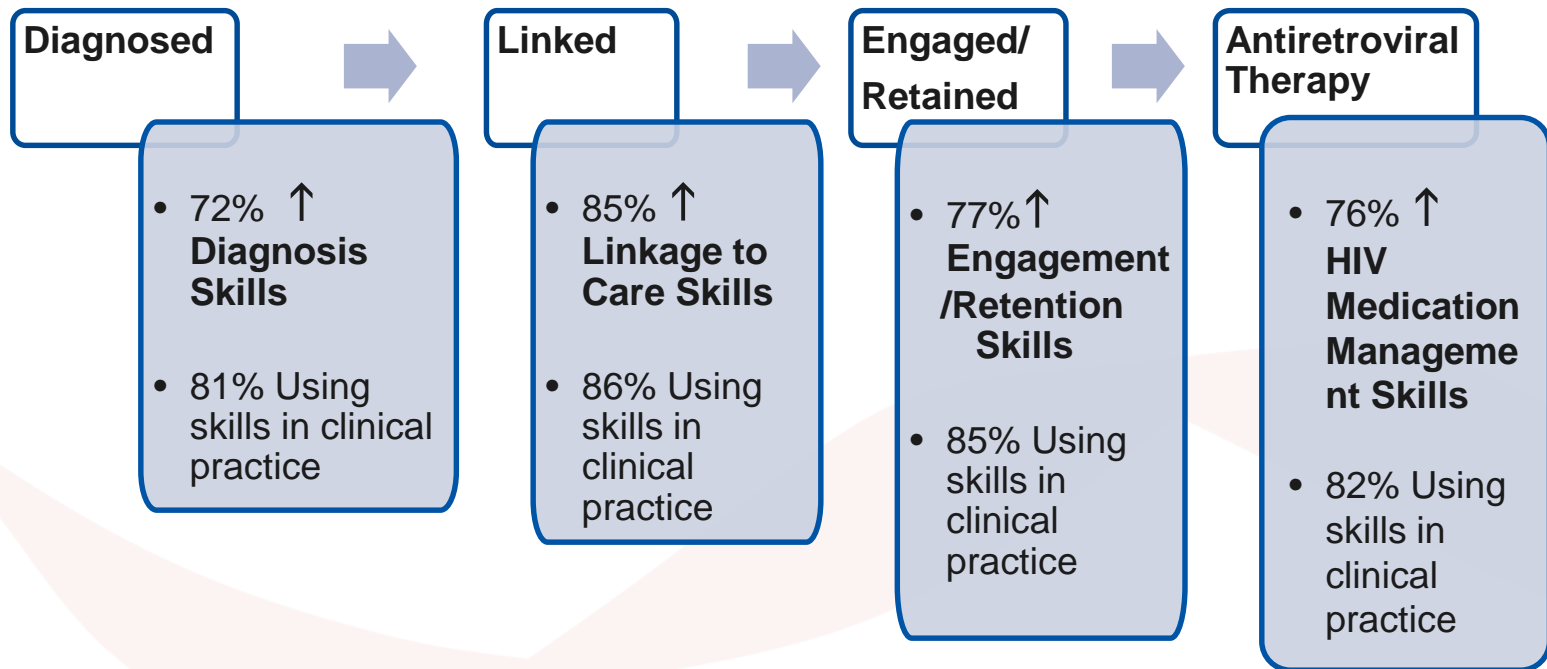 Diagnosed
• 72% ↑
Diagnosis
Skills
• 81% Using
skills in clinical
practice
Linked
• 85% ↑
Linkage to
Care Skills
• 86% Using
skills in
clinical
practice
Engaged/
Retained
• 77%↑
Engagement
/Retention
Skills
• 85% Using
skills in
clinical
practice
Antiretroviral
Therapy
• 76% ↑
HIV
Medication
Manageme
nt Skills
• 82% Using
skills in
clinical
practice